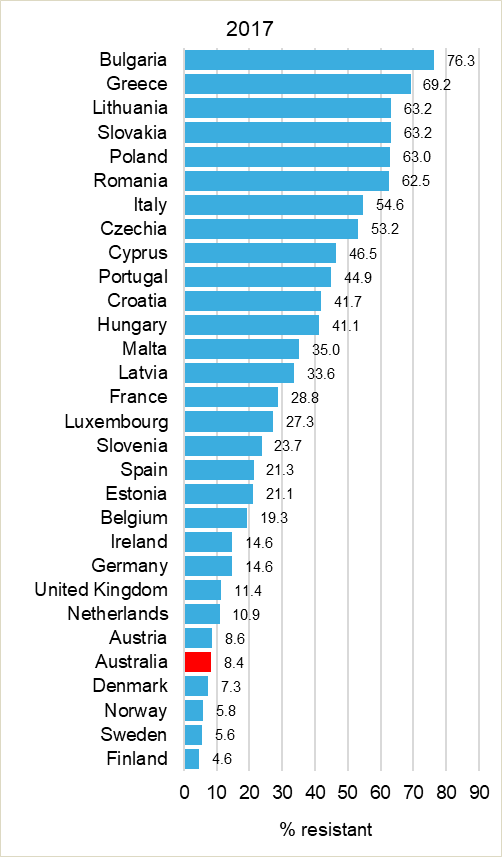 2017
Bulgaria 76.3
Greece 69.2
Lithuania 63.2
Slovakia 63.2
Poland 63.0
Romania 62.5
Italy 54.6
Czechia 53.2
Cyprus 46.5
Portugal 44.9
Croatia 41.7
Hungary 41.1
Malta 35.0
Latvia 33.6
France 28.8
Luxembourg 27.3
Slovenia 23.7
Spain 21.3
Estonia 21.1
Belgium 19.3
Ireland 14.6
Germany 14.6
United Kingdom 11.4
Netherlands 10.9
Austria 8.6
Australia 8.4
Denmark 7.3
Norway 5.8
Sweden 5.6
Finland 4.6
0 10 20 30 40 50 60 70 80 90
% resistant